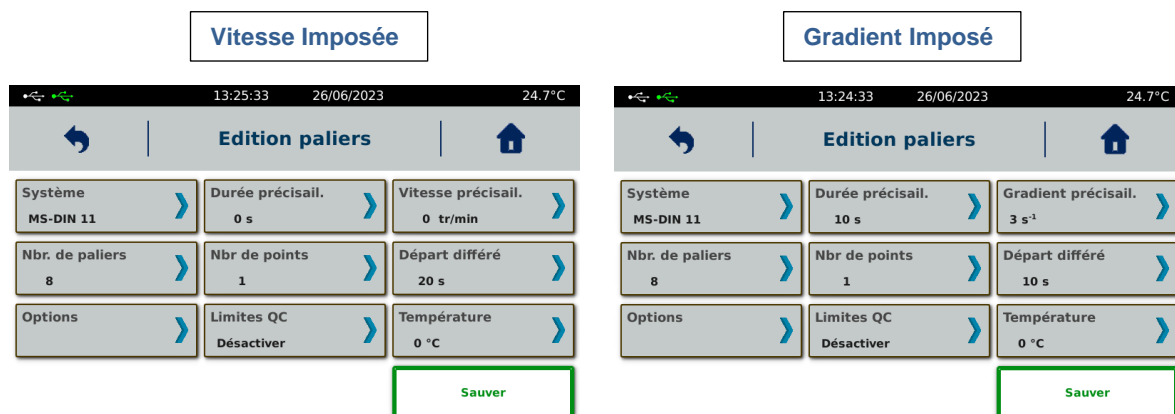 Vitesse Imposée
13:25:33 26/06/2023 24.7°C
Edition paliers
Système Durée précisail. Vitesse précisail.
MS-DIN 11 0 s 0 tr/min
Nbr. de paliers Nbr de points Départ différé
8 1 20 s
Options Limites QC Température
Désactiver 0 °C
Sauver
Gradient Imposé
13:24:33 26/06/2023 24.7°C
Edition paliers
Système Durée précisail. Gradient précisail.
MS-DIN 11 10 s 3 s⁻¹
Nbr. de paliers Nbr de points Départ différé
8 1 10 s
Options Limites QC Température
Désactiver 0 °C
Sauver